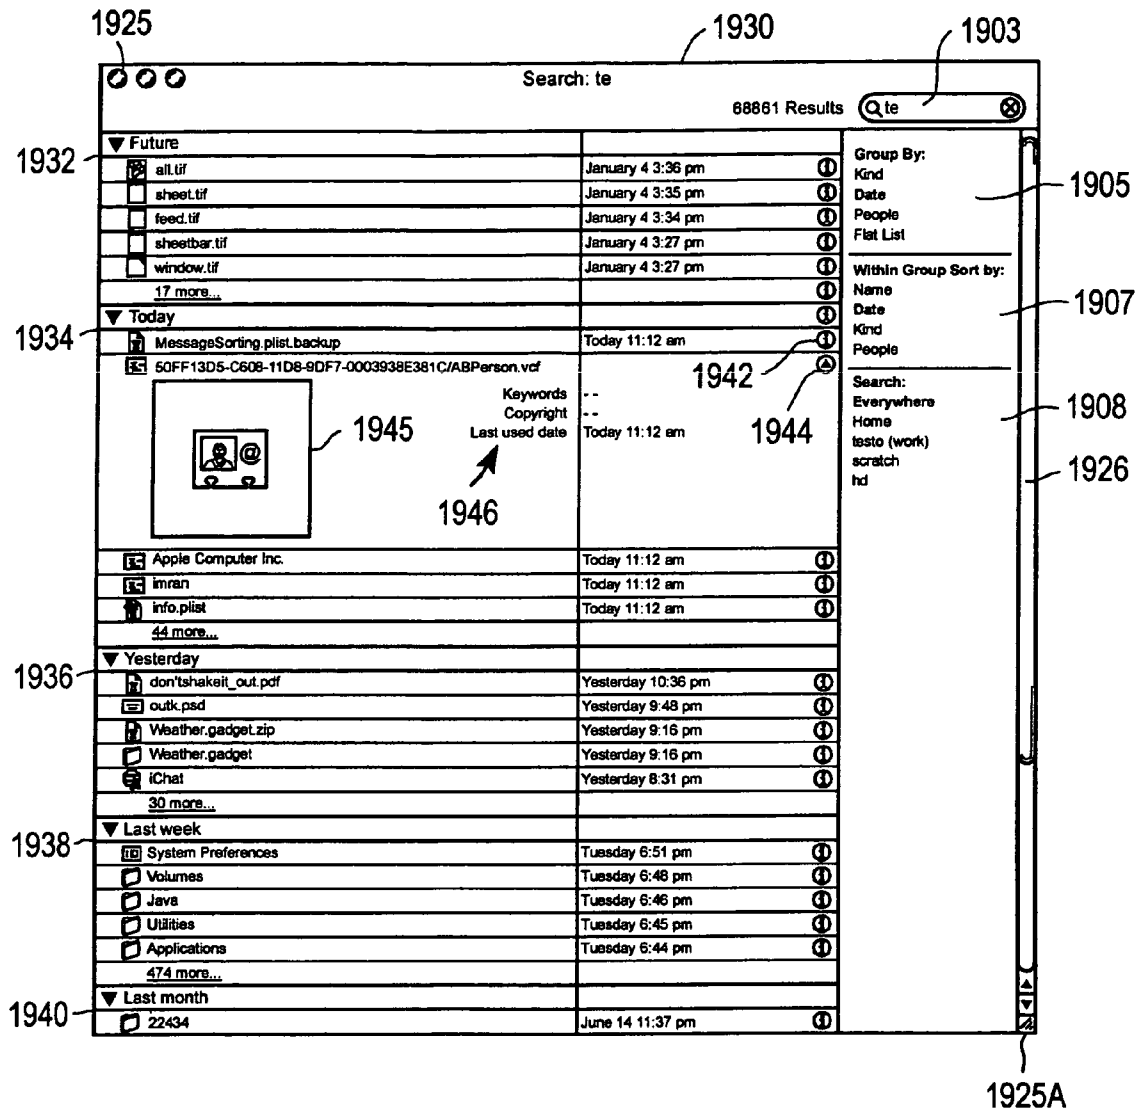 1925
1930
1903
Search: te
68861 Results
te
1932
Future
all.tif January 4 3:36 pm
sheet.tif January 4 3:35 pm
feed.tif January 4 3:34 pm
sheetbar.tif January 4 3:27 pm
window.tif January 4 3:27 pm
17 more...
Group By:
Kind
Date
People
Flat List
1905
Within Group Sort by:
Name
Date
Kind
People
1907
1934
Today
MessageSorting.plist.backup Today 11:12 am
50FF13D5-C608-11D8-9DF7-0003938E381C/ABPerson.vcf
1942
1944
Keywords --
Copyright --
Last used date Today 11:12 am
1945
@
1946
Search:
Everywhere
Home
testo (work)
scratch
hd
1908
1926
Apple Computer Inc. Today 11:12 am
imran Today 11:12 am
info.plist Today 11:12 am
44 more...
1936
Yesterday
don'tshakeit_out.pdf Yesterday 10:36 pm
outk.psd Yesterday 9:48 pm
Weather.gadget.zip Yesterday 9:16 pm
Weather.gadget Yesterday 9:16 pm
iChat Yesterday 8:31 pm
30 more...
1938
Last week
System Preferences Tuesday 6:51 pm
Volumes Tuesday 6:48 pm
Java Tuesday 6:46 pm
Utilities Tuesday 6:45 pm
Applications Tuesday 6:44 pm
474 more...
1940
Last month
22434 June 14 11:37 pm
1925A